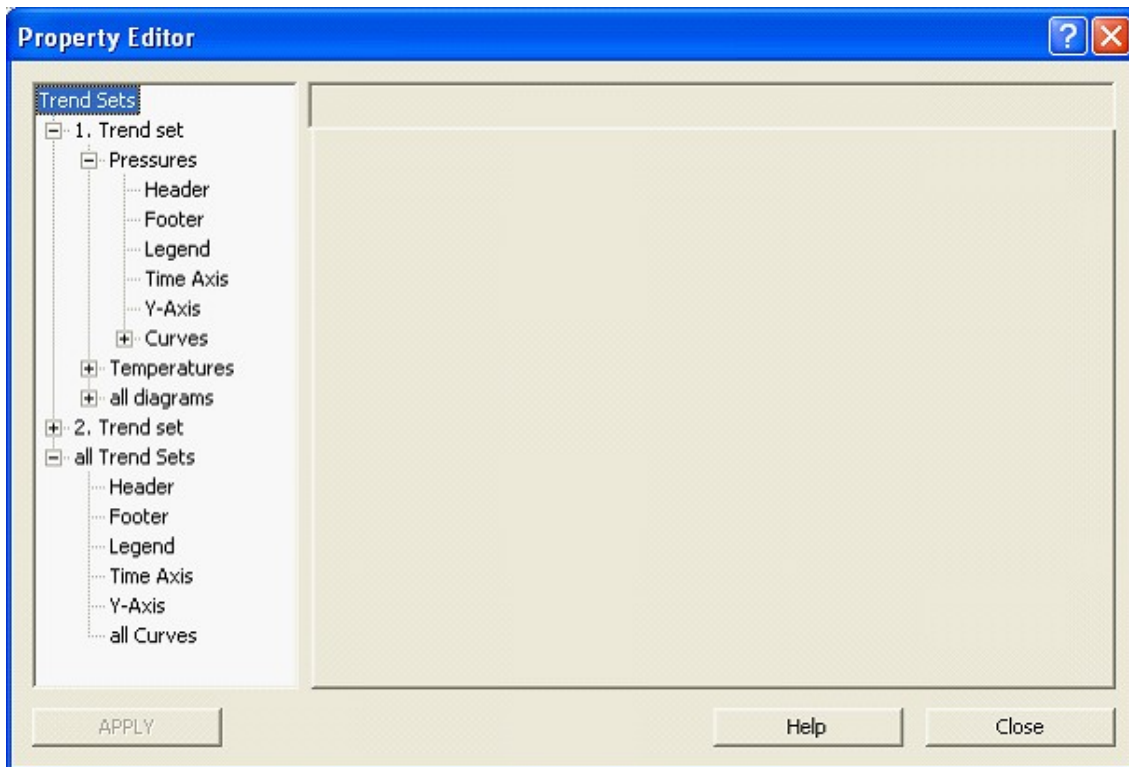 Property Editor
Trend Sets
1. Trend set
Pressures
Header
Footer
Legend
Time Axis
Y-Axis
Curves
Temperatures
all diagrams
2. Trend set
all Trend Sets
Header
Footer
Legend
Time Axis
Y-Axis
all Curves
APPLY
Help
Close